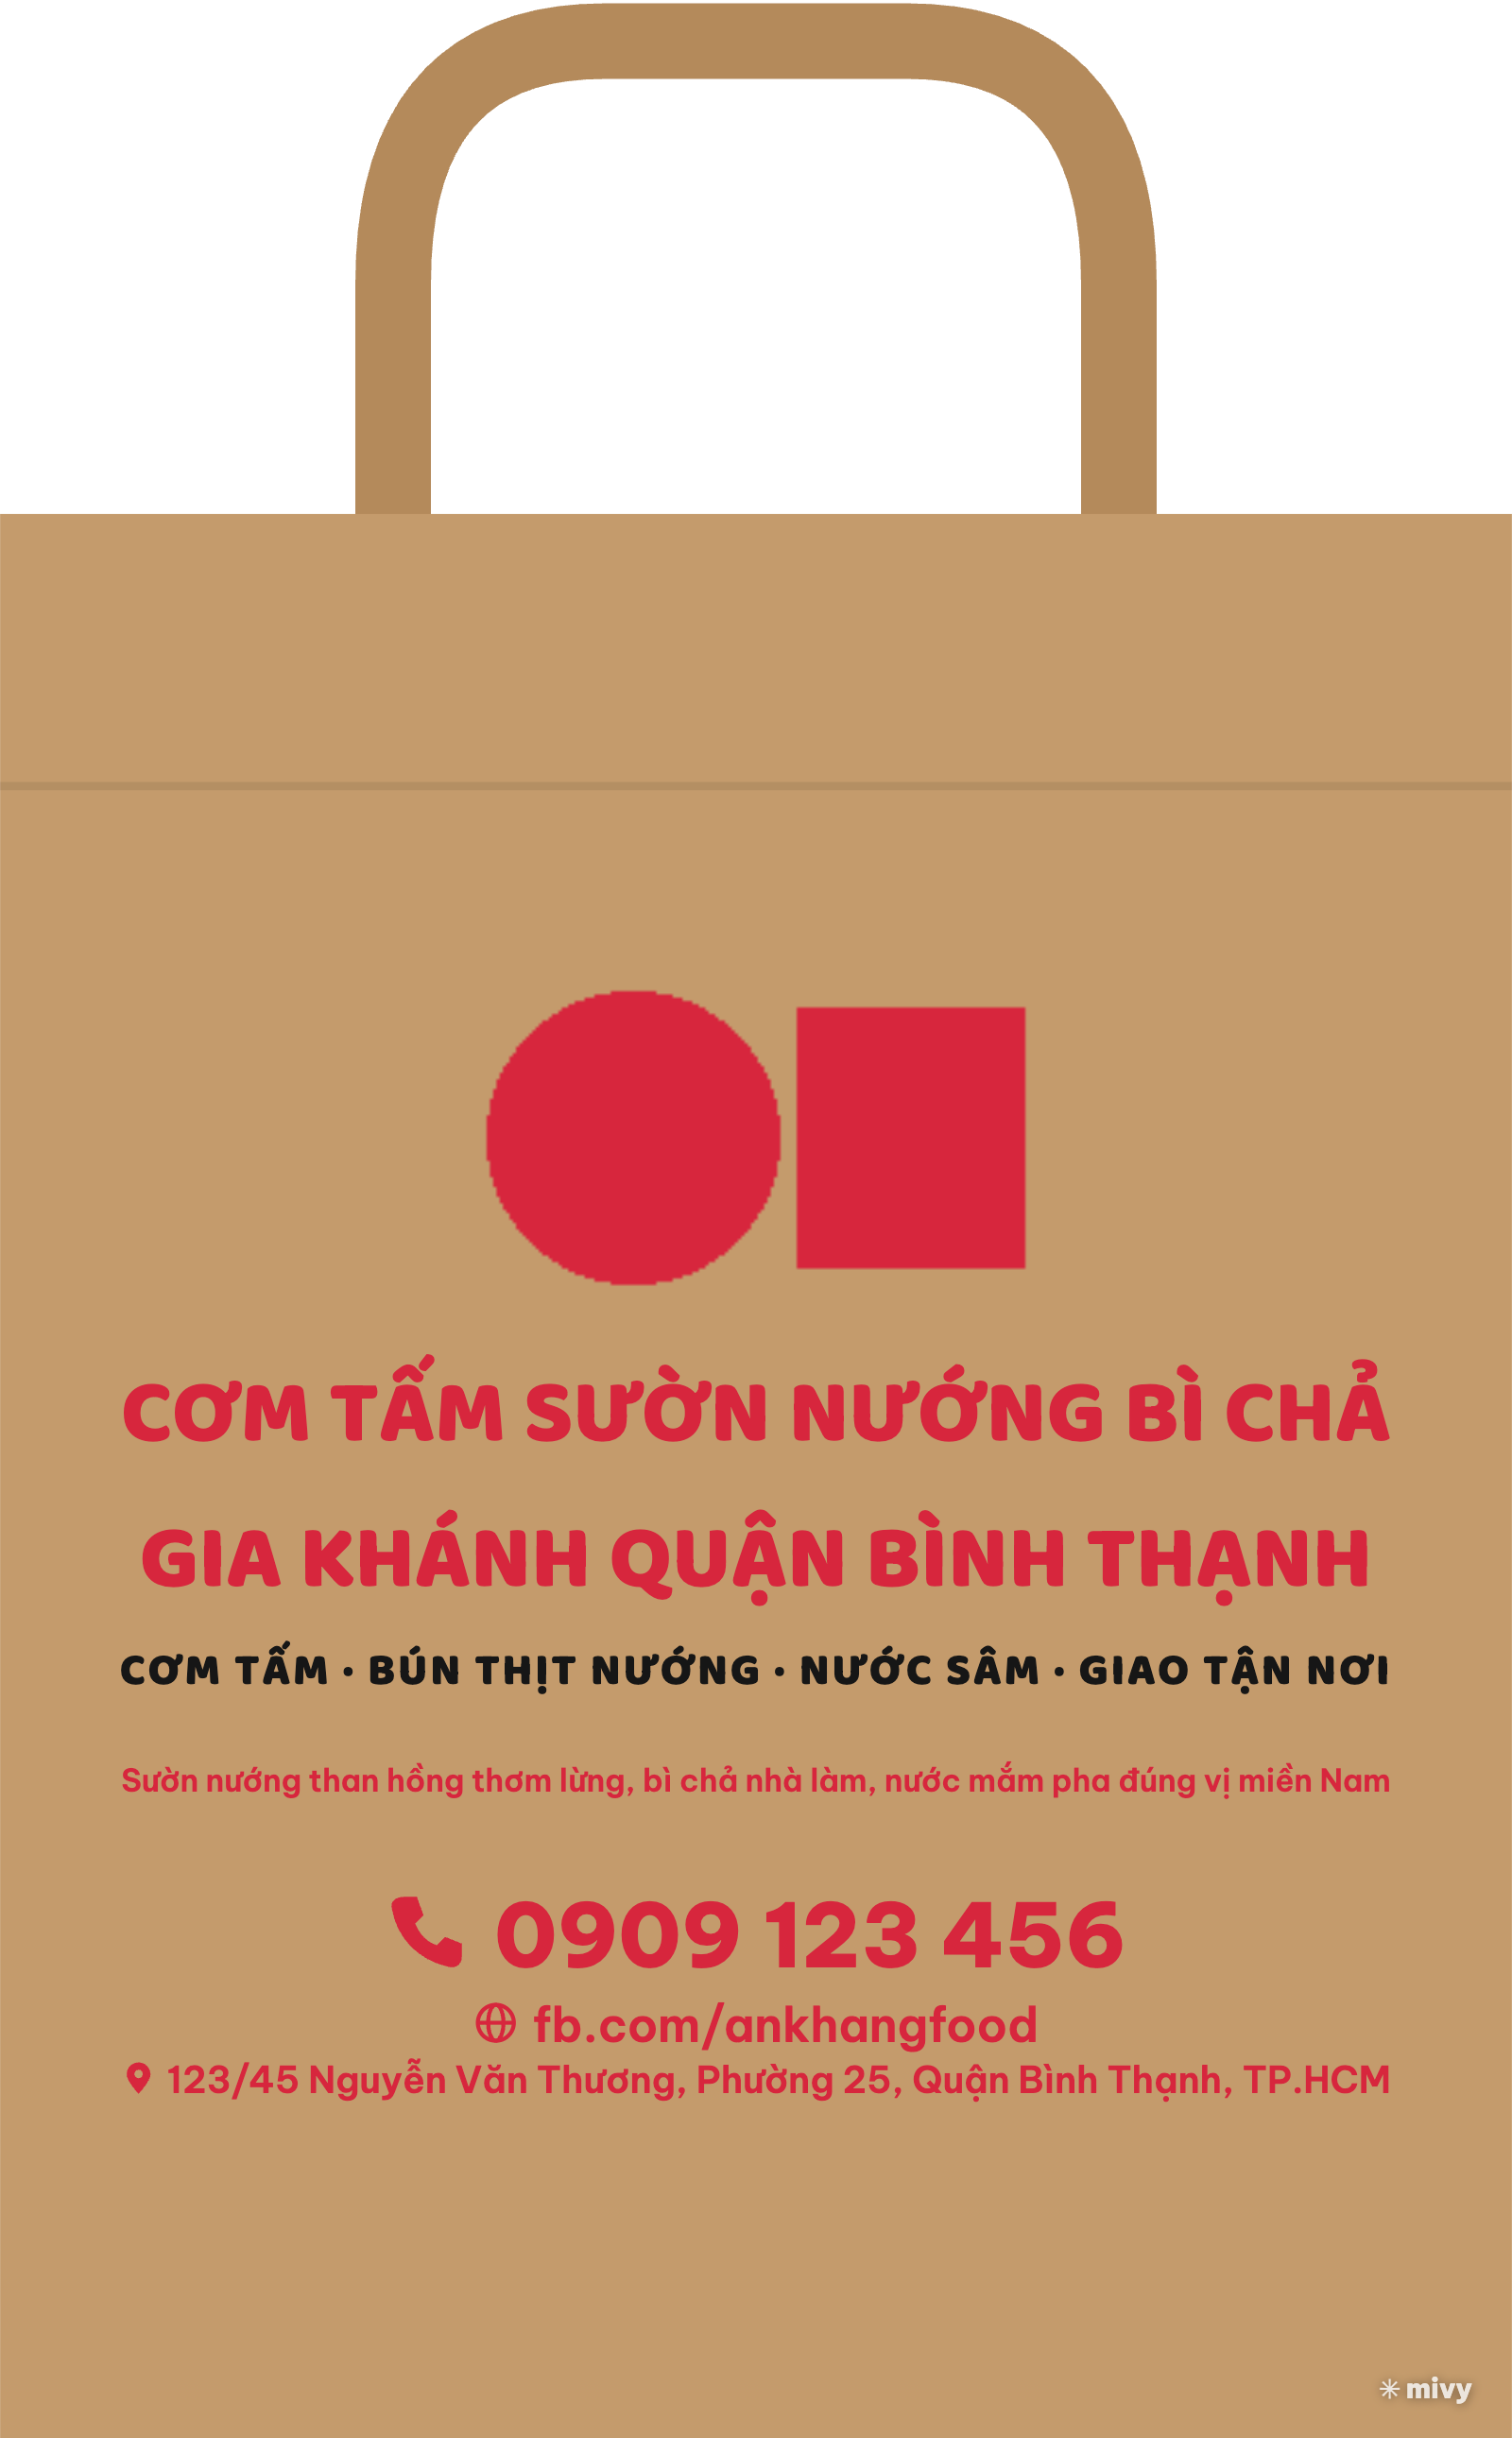 CƠM TẤM SƯỜN NƯỚNG BÌ CHẢ
GIA KHÁNH QUẬN BÌNH THẠNH
CƠM TẤM • BÚN THỊT NƯỚNG • NƯỚC SÂM • GIAO TẬN NƠI
Sườn nướng than hồng thơm lừng, bì chả nhà làm, nước mắm pha đúng vị miền Nam
0909 123 456
fb.com/ankhangfood
123/45 Nguyễn Văn Thương, Phường 25, Quận Bình Thạnh, TP.HCM
mivy